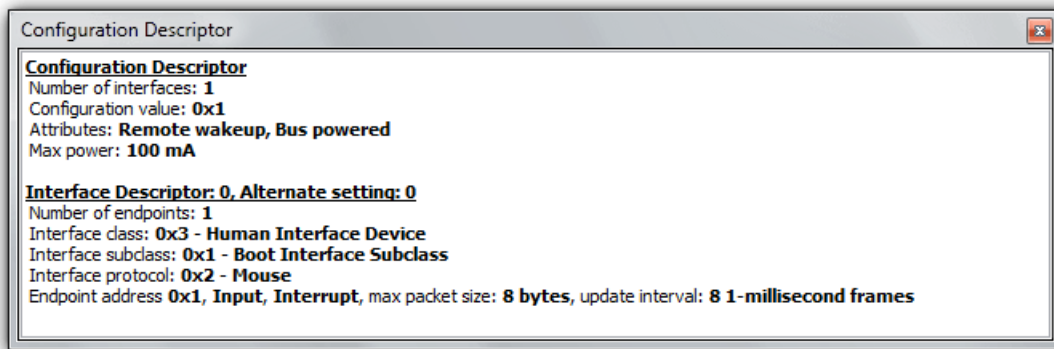 Configuration Descriptor
Configuration Descriptor
Number of interfaces: 1
Configuration value: 0x1
Attributes: Remote wakeup, Bus powered
Max power: 100 mA
Interface Descriptor: 0, Alternate setting: 0
Number of endpoints: 1
Interface class: 0x3 - Human Interface Device
Interface subclass: 0x1 - Boot Interface Subclass
Interface protocol: 0x2 - Mouse
Endpoint address 0x1, Input, Interrupt, max packet size: 8 bytes, update interval: 8 1-millisecond frames